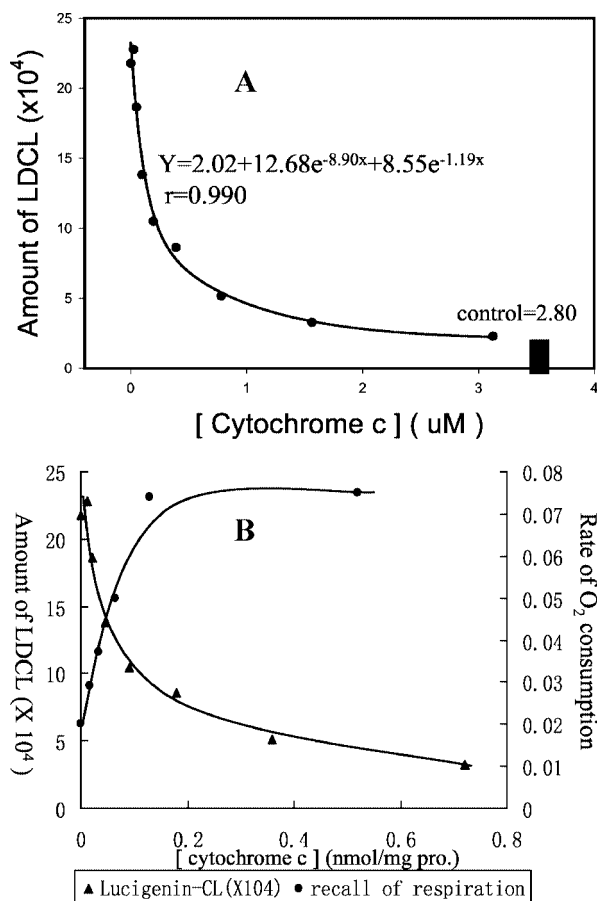 25
20
15
10
5
0
Amount of LDCL (x10⁴)
A
Y=2.02+12.68e⁻⁸·⁹⁰ˣ+8.55e⁻¹·¹⁹ˣ
r=0.990
control=2.80
0 1 2 3 4
[ Cytochrome c ] ( uM )
25
20
15
10
5
0
Amount of LDCL (X 10⁴)
B
0.08
0.07
0.06
0.05
0.04
0.03
0.02
0.01
0.00
Rate of O₂ consumption
0 0.2 0.4 0.6 0.8
[ cytochrome c ] (nmol/mg pro.)
▲ Lucigenin-CL(X104) ● recall of respiration